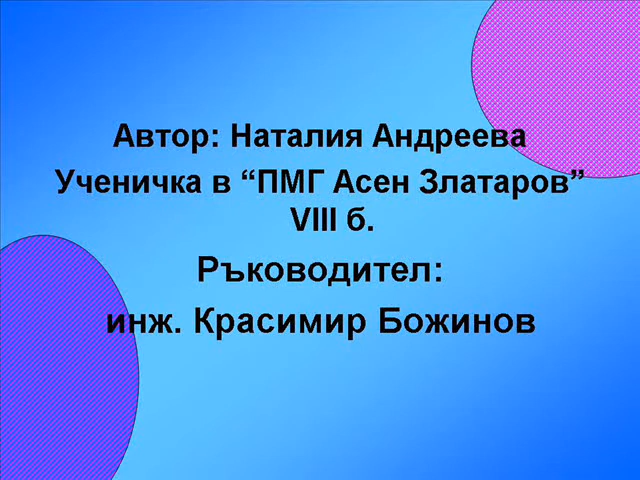 Автор: Наталия Андреева
Ученичка в “ПМГ Асен Златаров”
VIII б.
Ръководител:
инж. Красимир Божинов